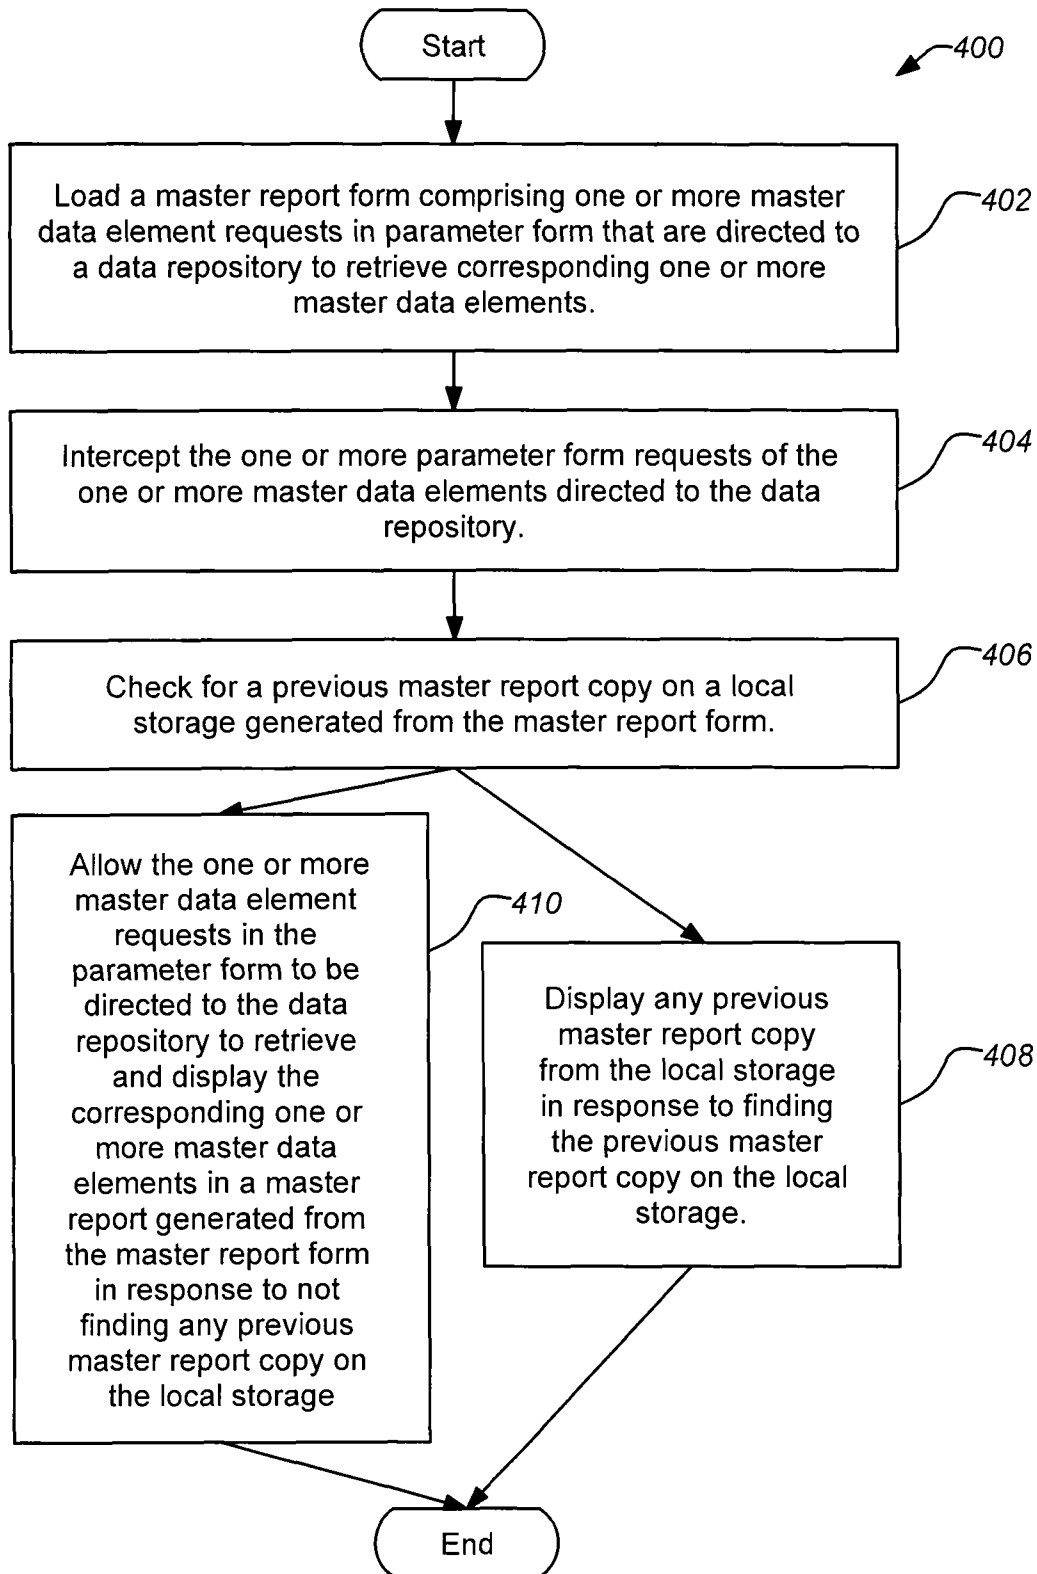 Start
400
Load a master report form comprising one or more master
data element requests in parameter form that are directed to
a data repository to retrieve corresponding one or more
master data elements.
402
Intercept the one or more parameter form requests of the
one or more master data elements directed to the data
repository.
404
Check for a previous master report copy on a local
storage generated from the master report form.
406
Allow the one or more
master data element
requests in the
parameter form to be
directed to the data
repository to retrieve
and display the
corresponding one or
more master data
elements in a master
report generated from
the master report form
in response to not
finding any previous
master report copy on
the local storage
410
Display any previous
master report copy
from the local storage
in response to finding
the previous master
report copy on the local
storage.
408
End